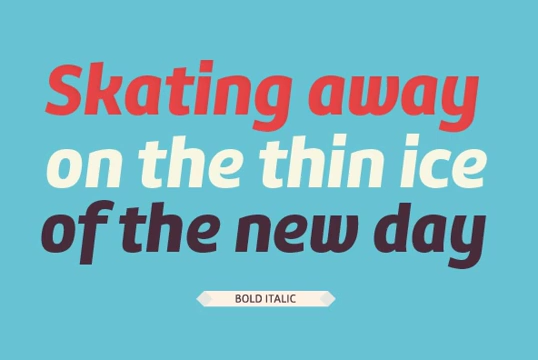 Skating away
on the thin ice
of the new day
BOLD ITALIC